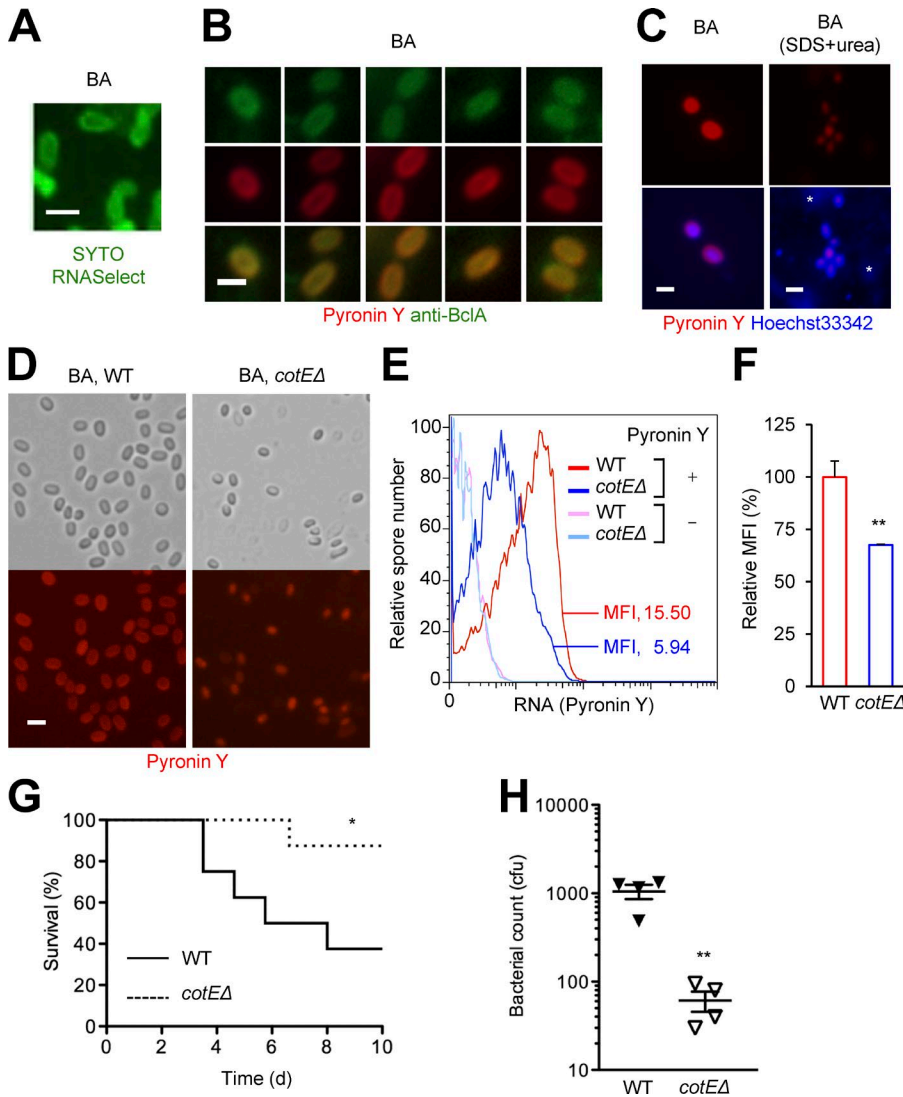 A
BA
SYTO
RNASelect
B
BA
Pyronin Y anti-BclA
C
BA
BA
(SDS+urea)
*
*
Pyronin Y Hoechst33342
D
BA, WT
BA, cotEΔ
Pyronin Y
E
Relative spore number
100
80
60
40
20
0
0
RNA (Pyronin Y)
Pyronin Y
WT
cotEΔ
+
WT
cotEΔ
−
MFI, 15.50
MFI, 5.94
F
Relative MFI (%)
125
100
75
50
25
0
**
WT cotEΔ
G
Survival (%)
100
80
60
40
20
0
*
WT
cotEΔ
0 2 4 6 8 10
Time (d)
H
Bacterial count (cfu)
10000
1000
100
10
**
WT cotEΔ